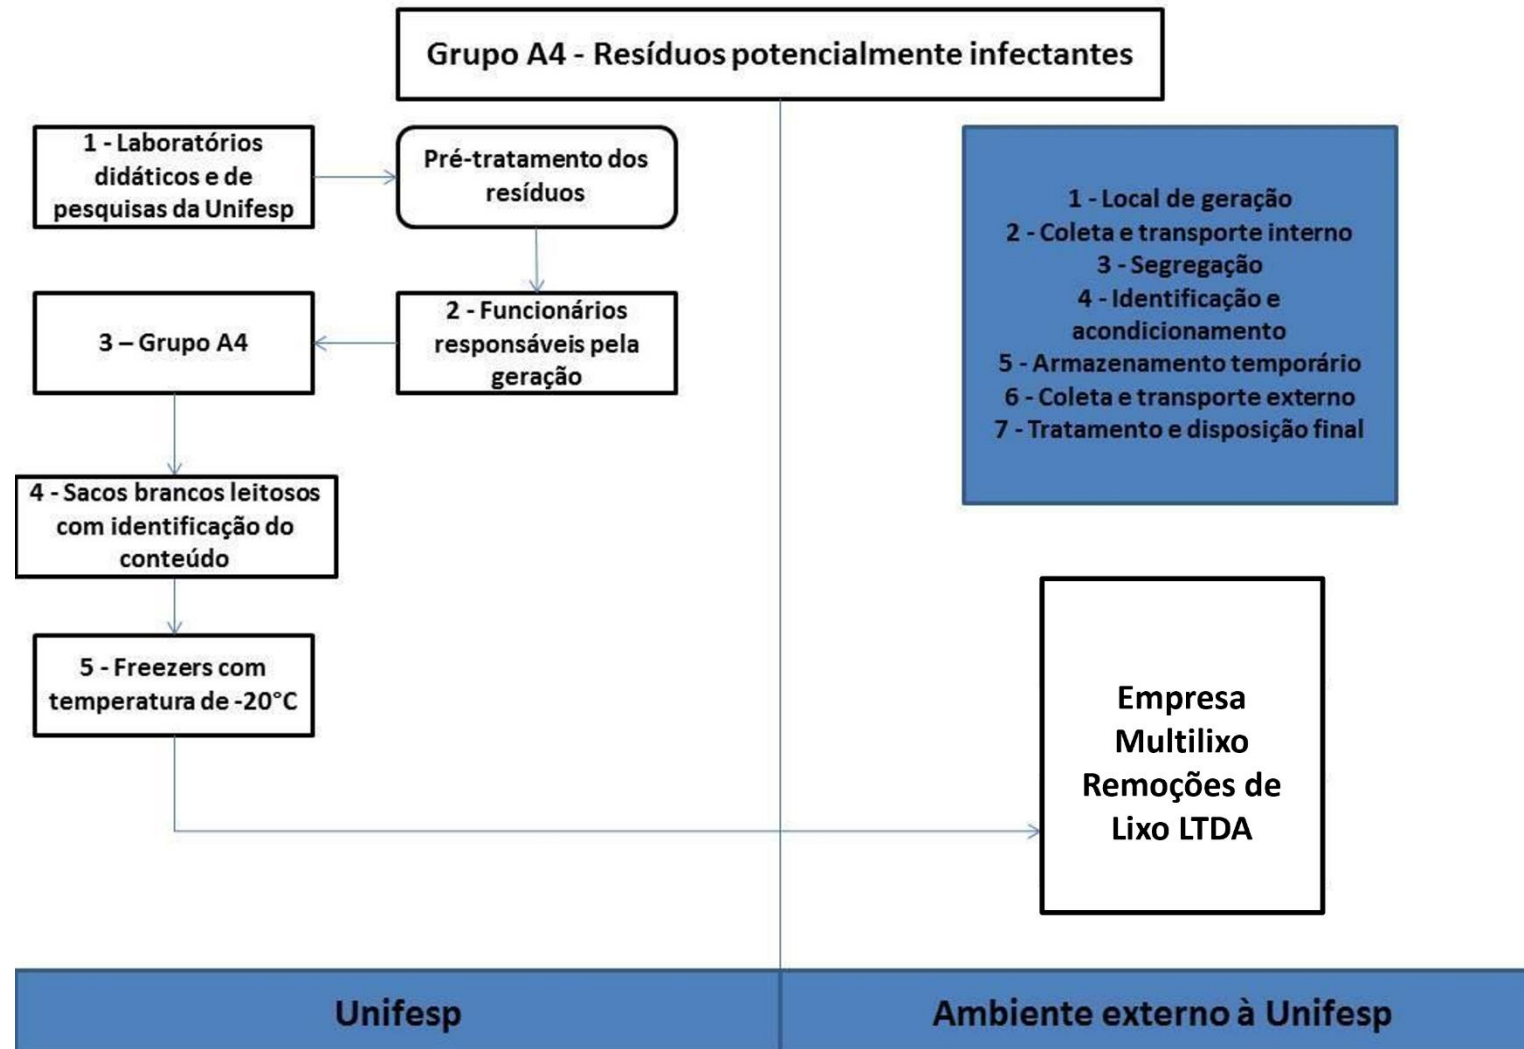 Grupo A4 - Resíduos potencialmente infectantes
1 - Laboratórios
didáticos e de
pesquisas da Unifesp
Pré-tratamento dos
resíduos
2 - Funcionários
responsáveis pela
geração
3 – Grupo A4
4 - Sacos brancos leitosos
com identificação do
conteúdo
5 - Freezers com
temperatura de -20°C
1 - Local de geração
2 - Coleta e transporte interno
3 - Segregação
4 - Identificação e
acondicionamento
5 - Armazenamento temporário
6 - Coleta e transporte externo
7 - Tratamento e disposição final
Empresa
Multilixo
Remoções de
Lixo LTDA
Unifesp
Ambiente externo à Unifesp